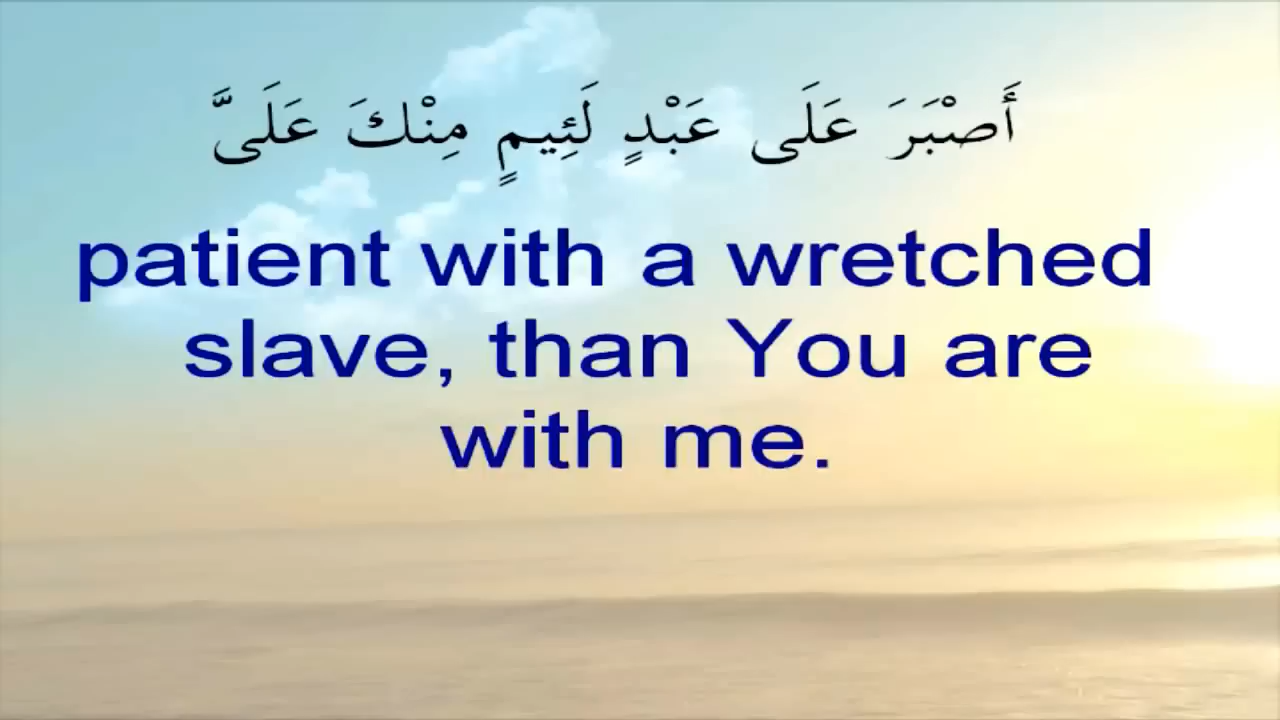 أَصْبَرَ عَلَى عَبْدٍ لَئِيمٍ مِنْكَ عَلَىَّ
patient with a wretched
slave, than You are
with me.